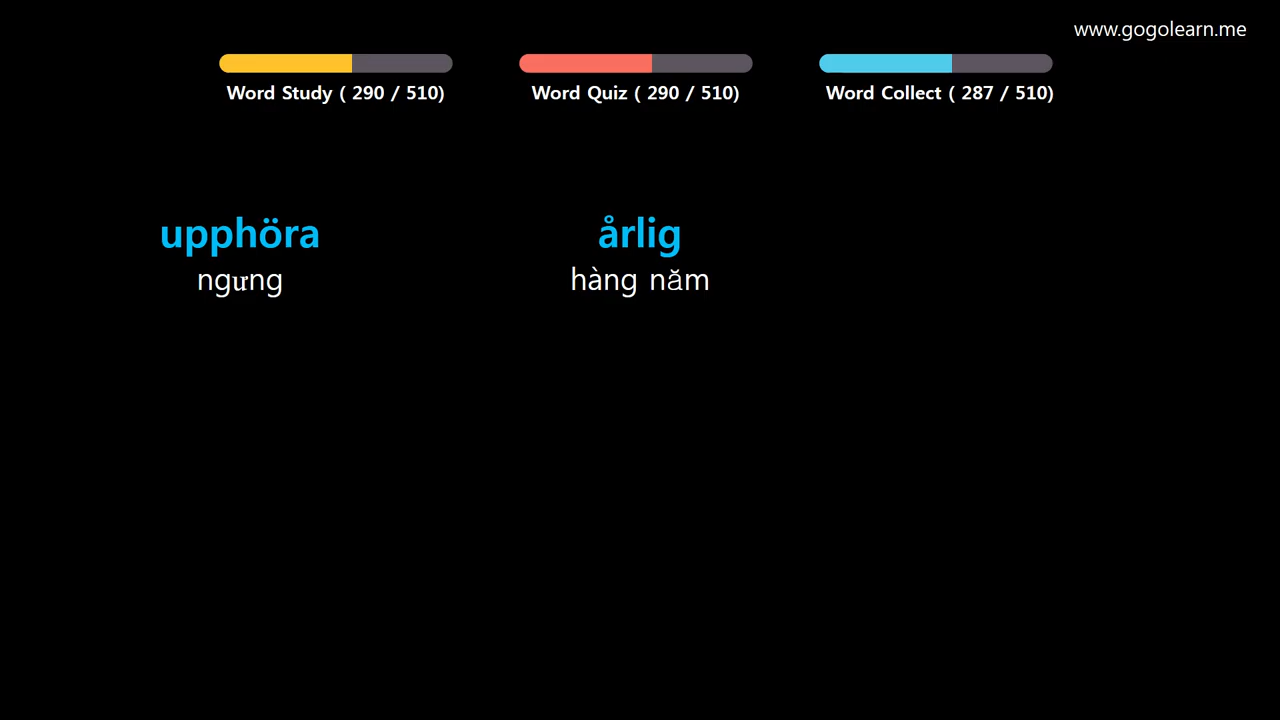 www.gogolearn.me
Word Study ( 290 / 510)
Word Quiz ( 290 / 510)
Word Collect ( 287 / 510)
upphöra
ngưng
årlig
hàng năm